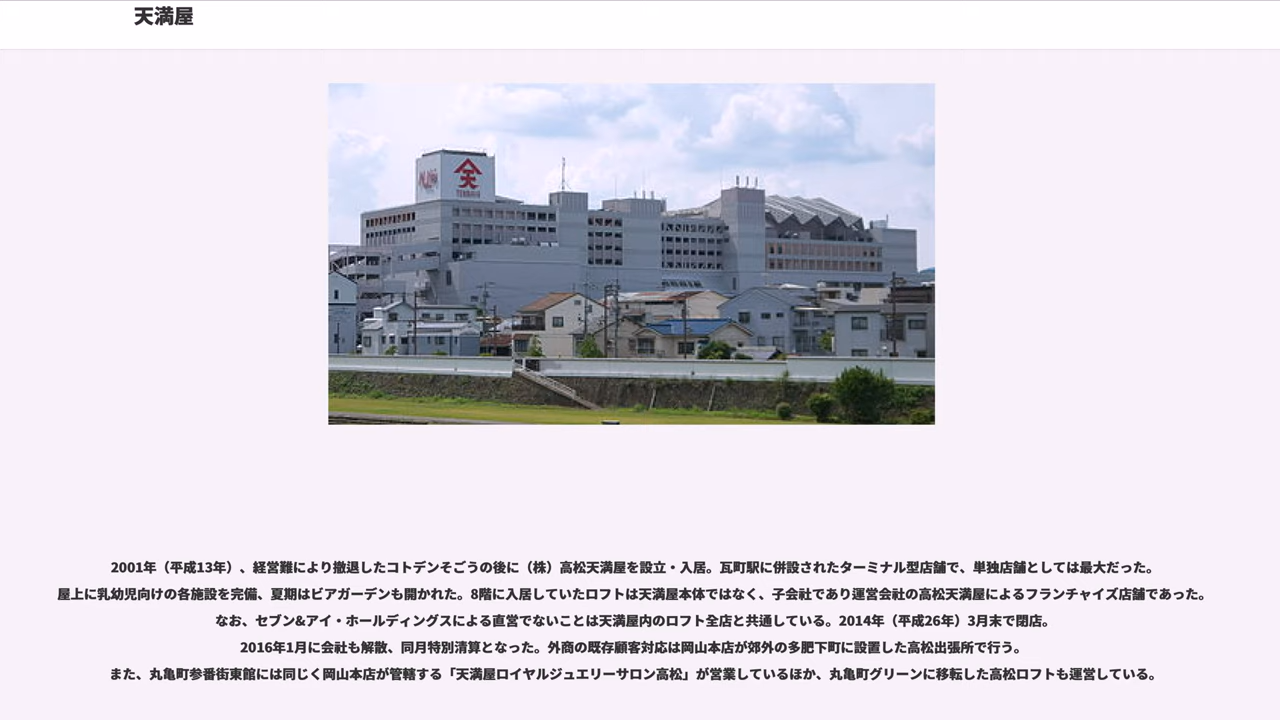 天満屋
天
TENMAYA
2001年（平成13年）、経営難により撤退したコトデンそごうの後に（株）高松天満屋を設立・入居。瓦町駅に併設されたターミナル型店舗で、単独店舗としては最大だった。
屋上に乳幼児向けの各施設を完備、夏期はビアガーデンも開かれた。8階に入居していたロフトは天満屋本体ではなく、子会社であり運営会社の高松天満屋によるフランチャイズ店舗であった。
なお、セブン&アイ・ホールディングスによる直営でないことは天満屋内のロフト全店と共通している。2014年（平成26年）3月末で閉店。
2016年1月に会社も解散、同月特別清算となった。外商の既存顧客対応は岡山本店が郊外の多肥下町に設置した高松出張所で行う。
また、丸亀町参番街東館には同じく岡山本店が管轄する「天満屋ロイヤルジュエリーサロン高松」が営業しているほか、丸亀町グリーンに移転した高松ロフトも運営している。